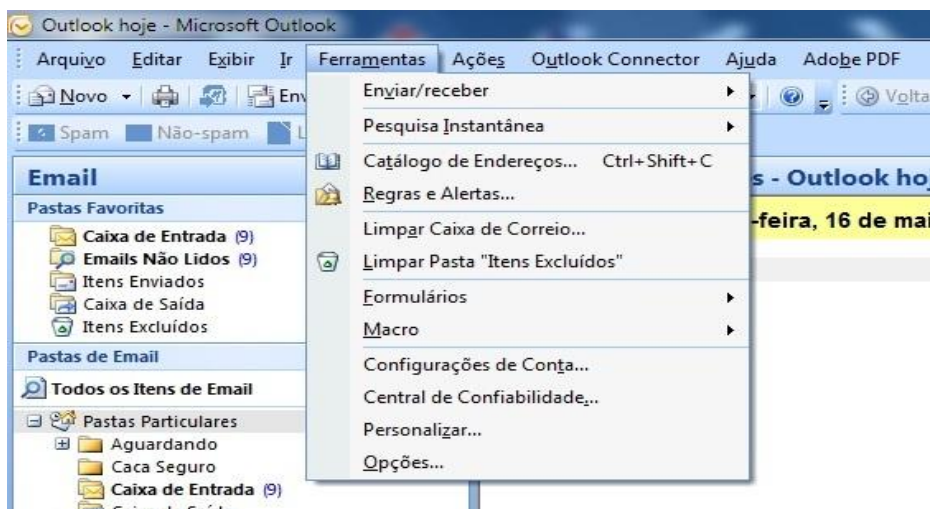 Outlook hoje - Microsoft Outlook
Arquivo Editar Exibir Ir Ferramentas Ações Outlook Connector Ajuda Adobe PDF
Novo
Spam Não-spam
Enviar/receber
Pesquisa Instantânea
Catálogo de Endereços... Ctrl+Shift+C
Regras e Alertas...
Limpar Caixa de Correio...
Limpar Pasta "Itens Excluídos"
Formulários
Macro
Configurações de Conta...
Central de Confiabilidade...
Personalizar...
Opções...
Email
Pastas Favoritas
Caixa de Entrada (9)
Emails Não Lidos (9)
Itens Enviados
Caixa de Saída
Itens Excluídos
Pastas de Email
Todos os Itens de Email
Pastas Particulares
Aguardando
Caca Seguro
Caixa de Entrada (9)
s - Outlook ho
-feira, 16 de mai